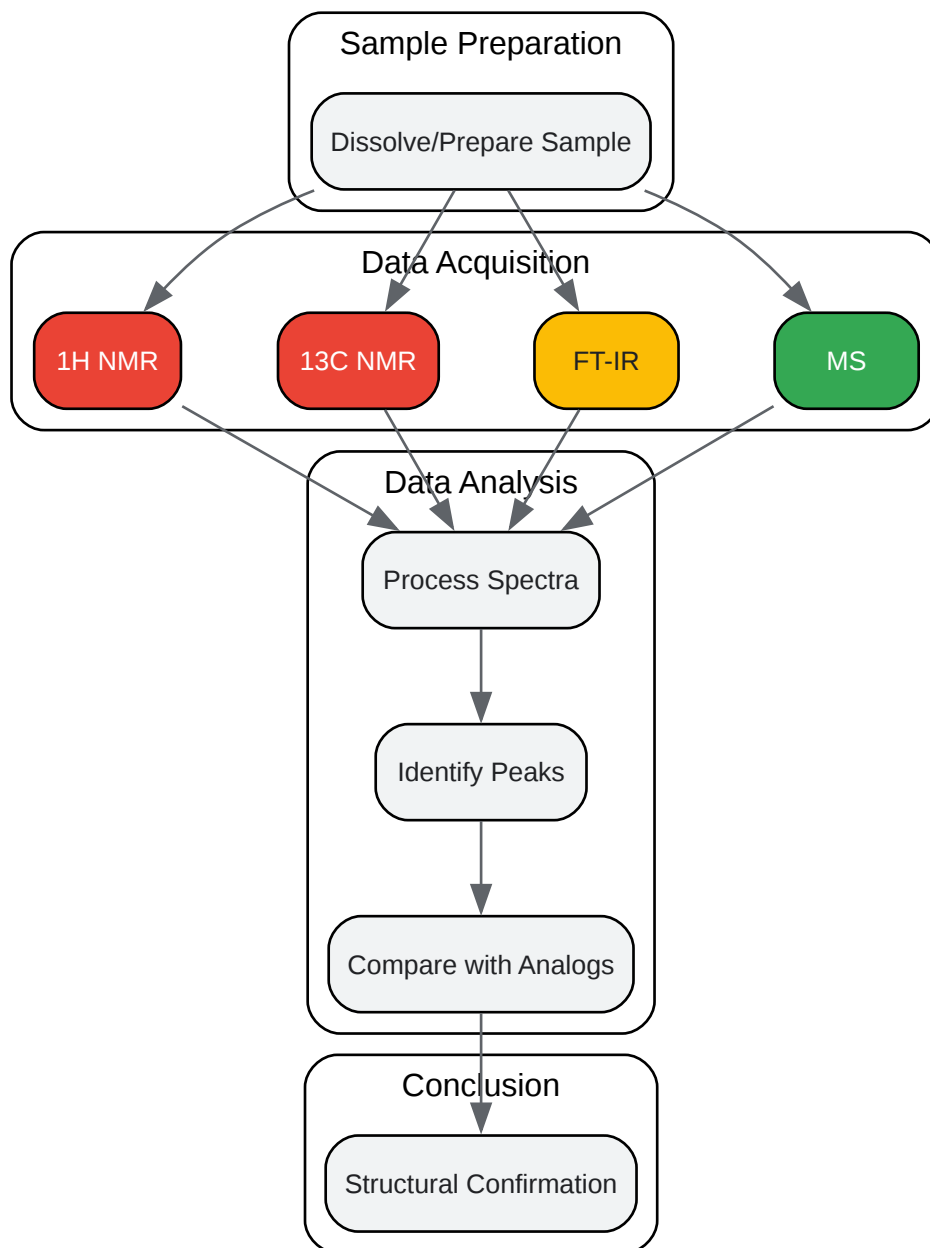 Sample Preparation
Dissolve/Prepare Sample
Data Acquisition
1H NMR
13C NMR
FT-IR
MS
Data Analysis
Process Spectra
Identify Peaks
Compare with Analogs
Conclusion
Structural Confirmation